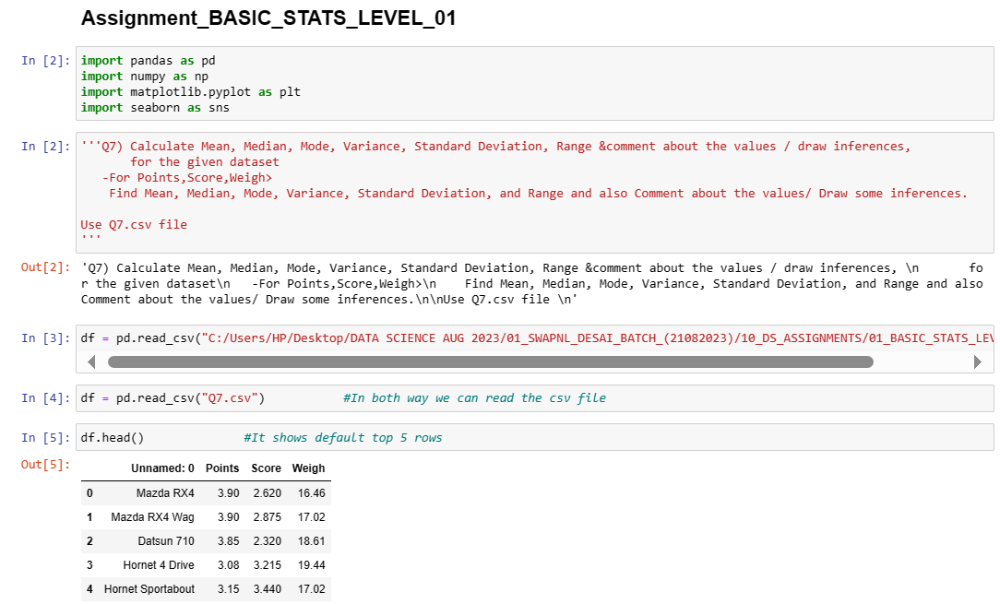 Assignment_BASIC_STATS_LEVEL_01
In [2]: import pandas as pd
import numpy as np
import matplotlib.pyplot as plt
import seaborn as sns
In [2]: '''Q7) Calculate Mean, Median, Mode, Variance, Standard Deviation, Range &comment about the values / draw inferences,
for the given dataset
-For Points,Score,Weigh>
Find Mean, Median, Mode, Variance, Standard Deviation, and Range and also Comment about the values/ Draw some inferences.
Use Q7.csv file
'''
Out[2]: 'Q7) Calculate Mean, Median, Mode, Variance, Standard Deviation, Range &comment about the values / draw inferences, \n       fo
r the given dataset\n   -For Points,Score,Weigh>\n    Find Mean, Median, Mode, Variance, Standard Deviation, and Range and also
Comment about the values/ Draw some inferences.\n\nUse Q7.csv file \n'
In [3]: df = pd.read_csv("C:/Users/HP/Desktop/DATA SCIENCE AUG 2023/01_SWAPNL_DESAI_BATCH_(21082023)/10_DS_ASSIGNMENTS/01_BASIC_STATS_LEV
In [4]: df = pd.read_csv("Q7.csv") #In both way we can read the csv file
In [5]: df.head() #It shows default top 5 rows
Out[5]:
Unnamed: 0 Points Score Weigh
0 Mazda RX4 3.90 2.620 16.46
1 Mazda RX4 Wag 3.90 2.875 17.02
2 Datsun 710 3.85 2.320 18.61
3 Hornet 4 Drive 3.08 3.215 19.44
4 Hornet Sportabout 3.15 3.440 17.02